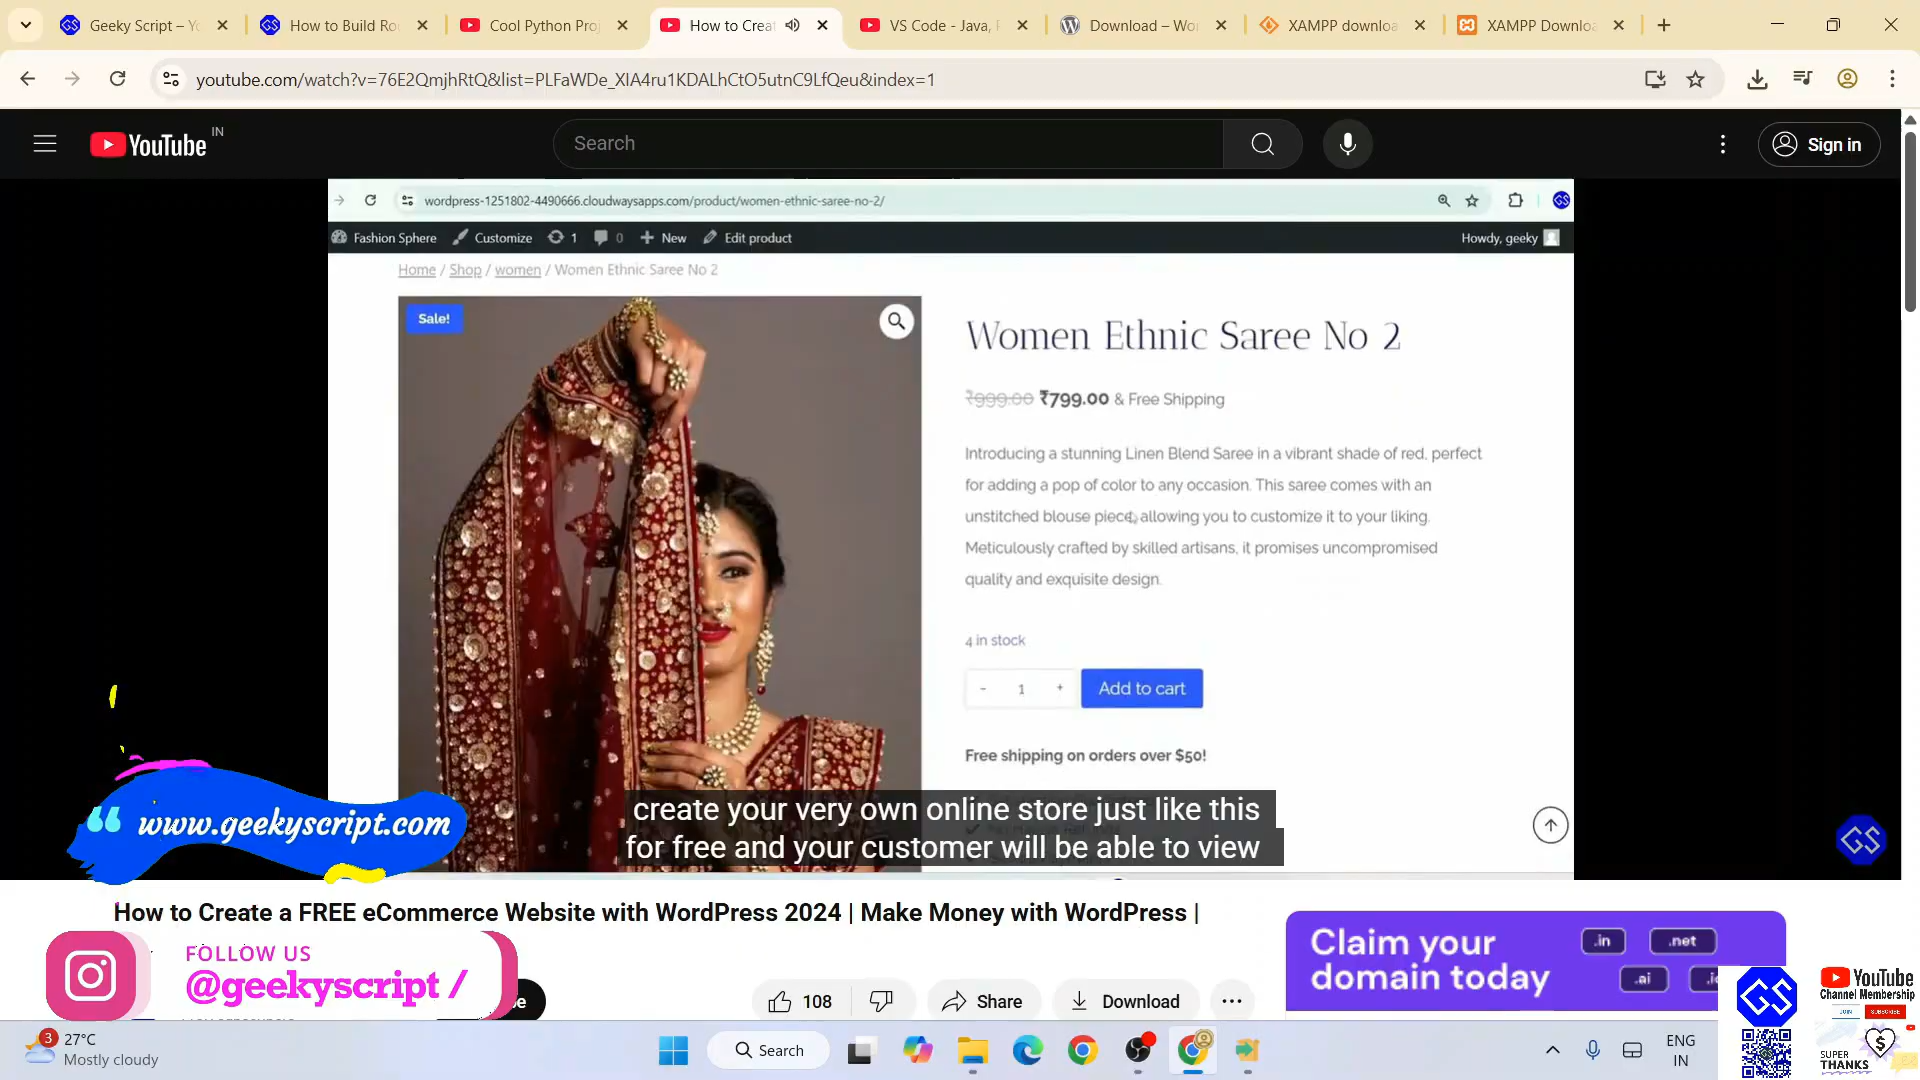 Geeky Script – Yo
How to Build Ro
Cool Python Proj
How to Creat
VS Code - Java, P
Download – Wor
XAMPP downloa
XAMPP Downloa
youtube.com/watch?v=76E2QmjhRtQ&list=PLFaWDe_XIA4ru1KDALhCtO5utnC9LfQeu&index=1
YouTube IN
Search
Sign in
wordpress-1251802-4490666.cloudwaysapps.com/product/women-ethnic-saree-no-2/
GS
Fashion Sphere Customize 1 0 New Edit product Howdy, geeky
Home / Shop / women / Women Ethnic Saree No 2
Sale!
Women Ethnic Saree No 2
₹999.00 ₹799.00 & Free Shipping
Introducing a stunning Linen Blend Saree in a vibrant shade of red, perfect
for adding a pop of color to any occasion. This saree comes with an
unstitched blouse piece, allowing you to customize it to your liking.
Meticulously crafted by skilled artisans, it promises uncompromised
quality and exquisite design.
4 in stock
- 1 + Add to cart
Free shipping on orders over $50!
create your very own online store just like this
for free and your customer will be able to view
“ www.geekyscript.com
GS
How to Create a FREE eCommerce Website with WordPress 2024 | Make Money with WordPress |
FOLLOW US
@geekyscript /
108 Share Download ...
Claim your
domain today
.in .net
.ai
GS
YouTube
Channel Membership
JOIN SUBSCRIBE
SUPER
THANKS
$
3 27°C
Mostly cloudy
Search
ENG
IN